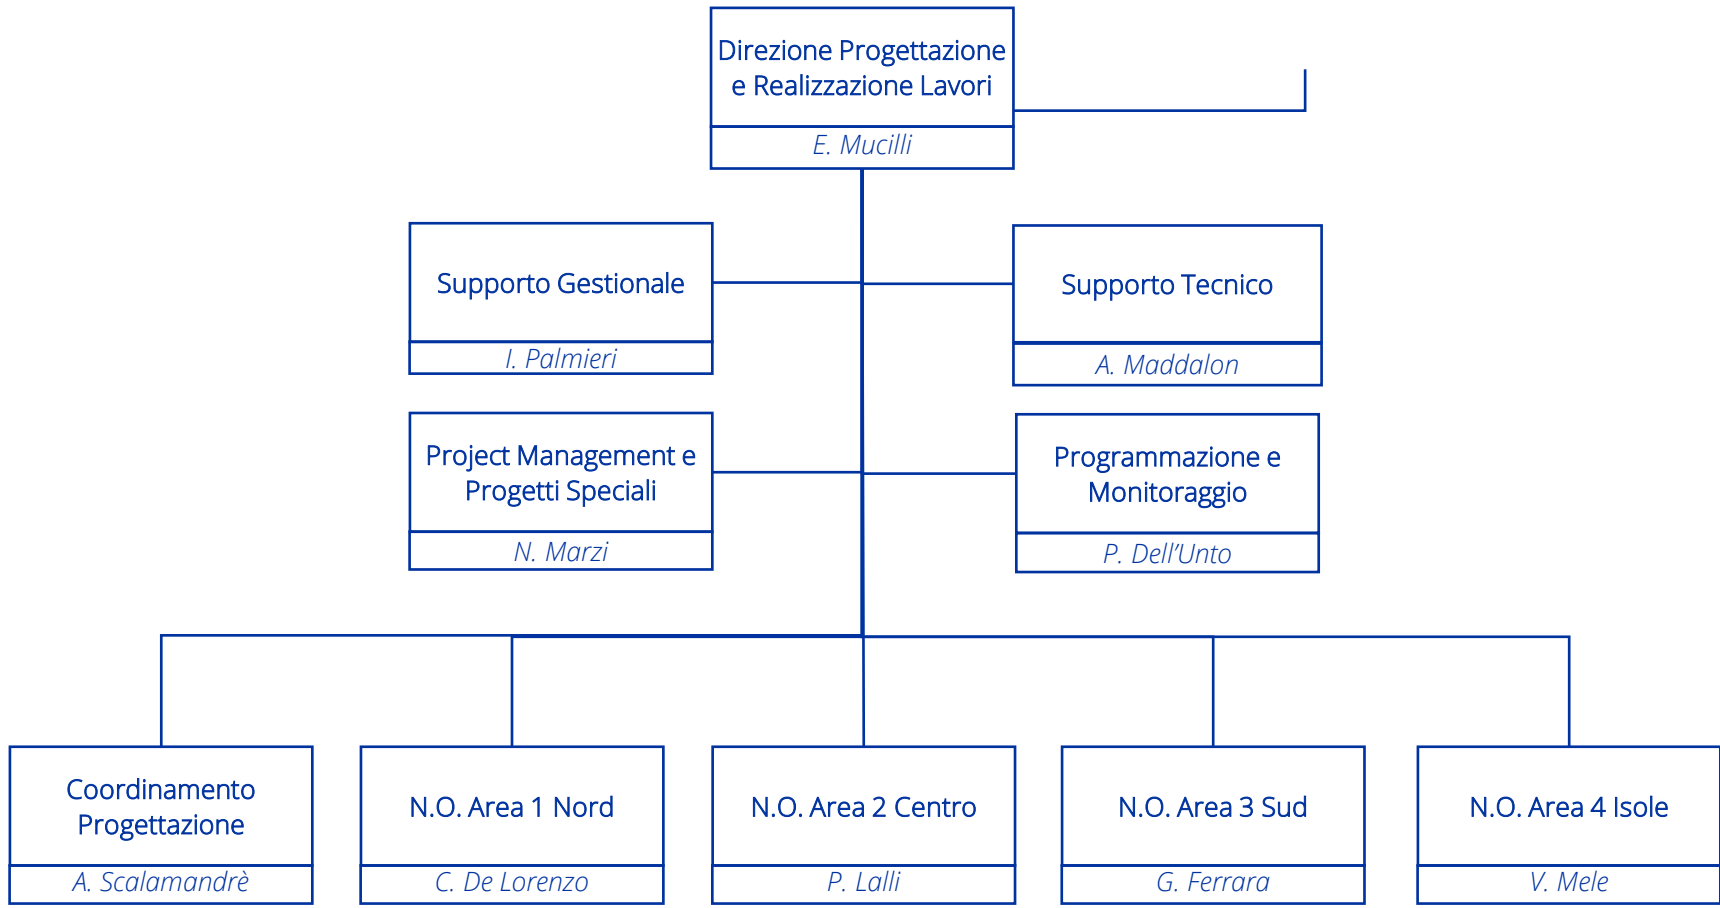 Direzione Progettazione
e Realizzazione Lavori
E. Mucilli
Supporto Gestionale
I. Palmieri
Supporto Tecnico
A. Maddalon
Project Management e
Progetti Speciali
N. Marzi
Programmazione e
Monitoraggio
P. Dell’Unto
Coordinamento
Progettazione
A. Scalamandrè
N.O. Area 1 Nord
C. De Lorenzo
N.O. Area 2 Centro
P. Lalli
N.O. Area 3 Sud
G. Ferrara
N.O. Area 4 Isole
V. Mele